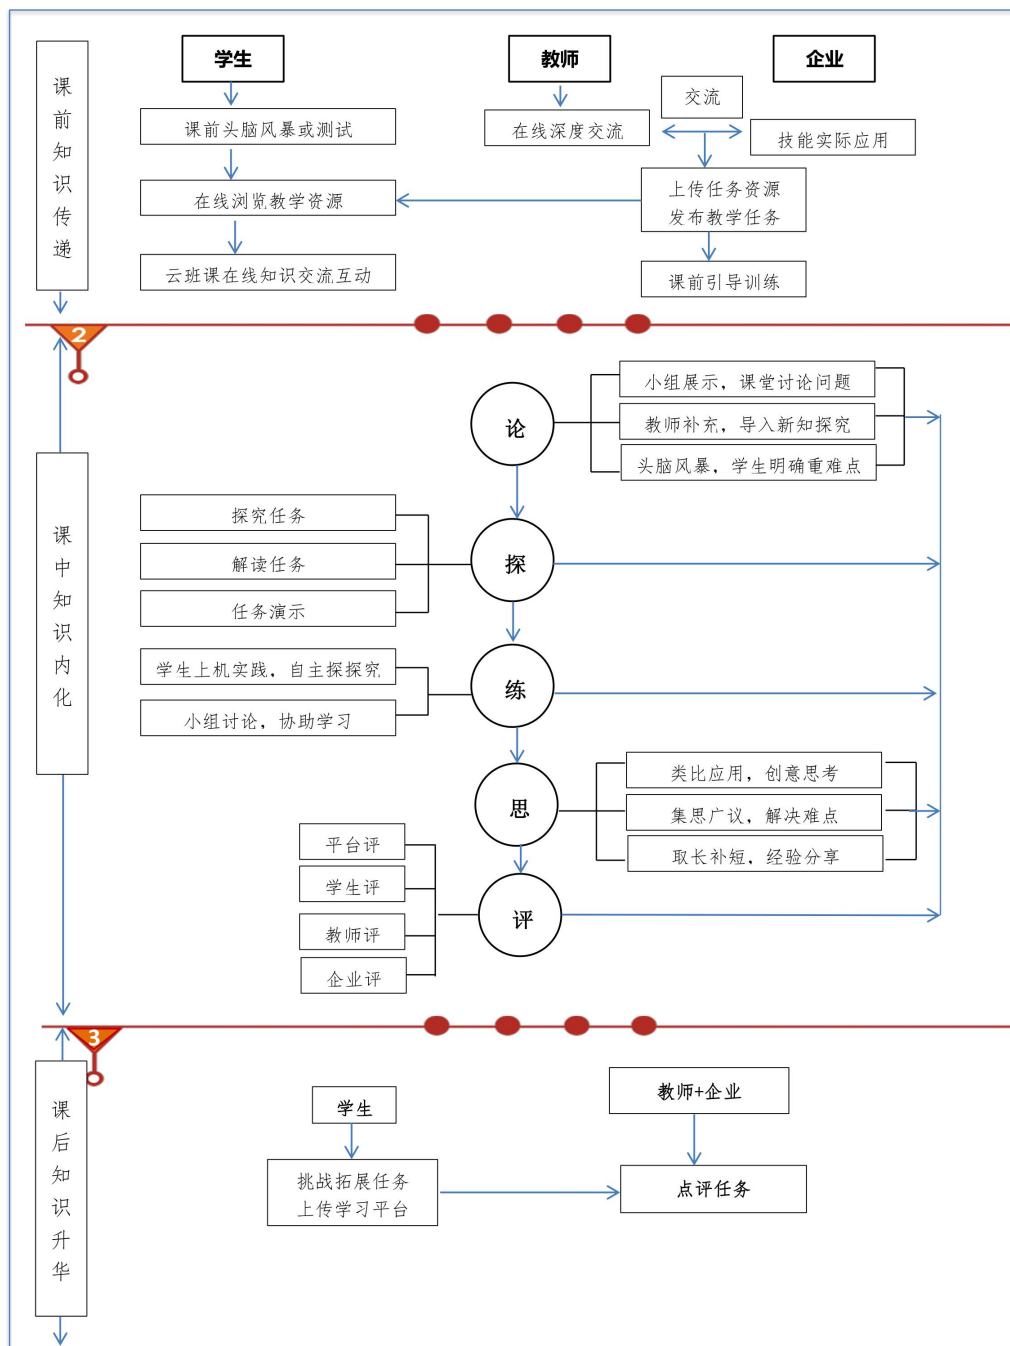 课前知识传递
学生
教师
企业
交流
课前头脑风暴或测试
在线深度交流
技能实际应用
在线浏览教学资源
上传任务资源
发布教学任务
云班课在线知识交流互动
课前引导训练
2
课中知识内化
论
小组展示，课堂讨论问题
教师补充，导入新知探究
头脑风暴，学生明确重难点
探究任务
解读任务
任务演示
探
学生上机实践，自主探探究
小组讨论，协助学习
练
思
类比应用，创意思考
集思广议，解决难点
取长补短，经验分享
平台评
学生评
教师评
企业评
评
3
课后知识升华
学生
教师+企业
挑战拓展任务
上传学习平台
点评任务